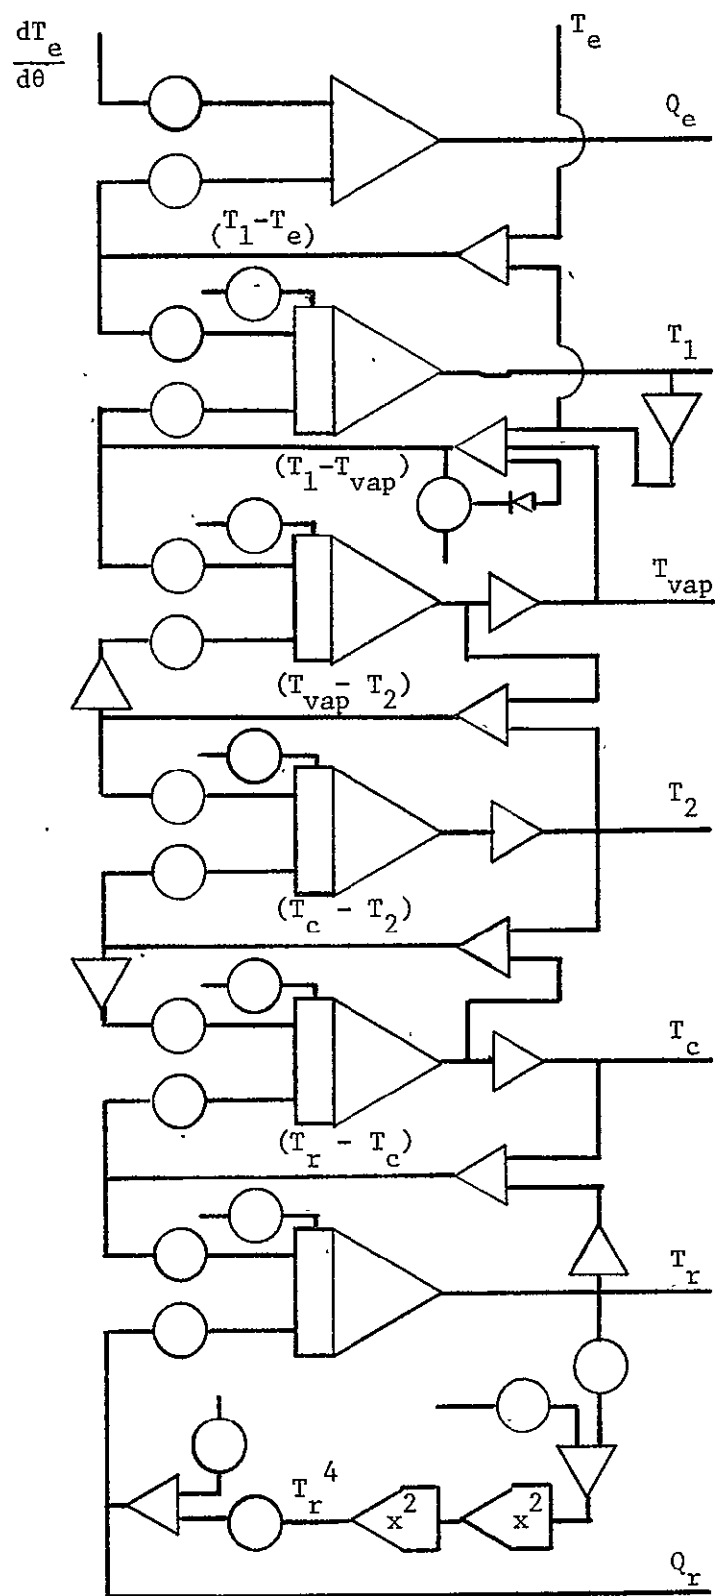 dT_e
dθ
T_e
Q_e
(T_1-T_e)
T_1
(T_1-T_vap)
T_vap
(T_vap - T_2)
T_2
(T_c - T_2)
T_c
(T_r - T_c)
T_r
T_r^4
x^2
x^2
Q_r